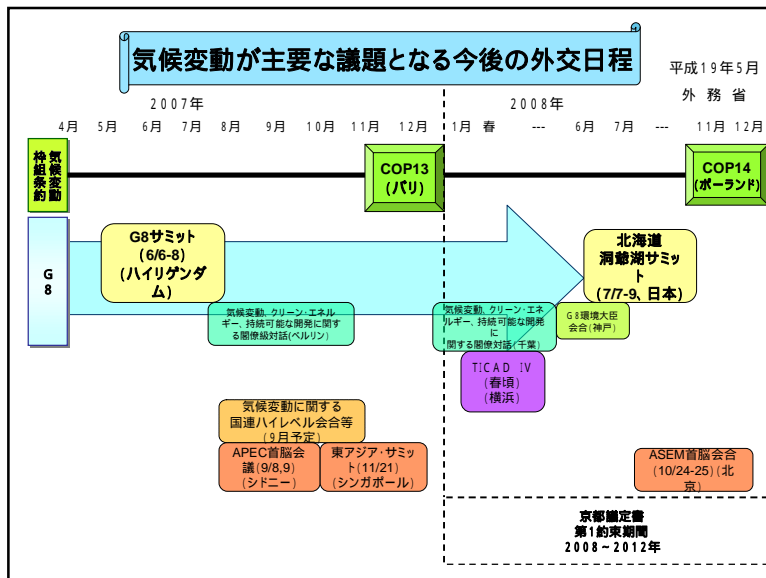 気候変動が主要な議題となる今後の外交日程
平成19年5月
外務省
2007年
2008年
4月 5月 6月 7月 8月 9月 10月 11月 12月 1月 春 --- 6月 7月 --- 11月 12月
気候変動
枠組条約
COP13
(バリ)
COP14
(ポーランド)
G8
G8サミット
(6/6-8)
(ハイリゲンダ
ム)
北海道
洞爺湖サミッ
ト
(7/7-9、日本)
気候変動、クリーン・エネル
ギー、持続可能な開発に関す
る閣僚級対話(ベルリン)
気候変動、クリーン・エネ
ルギー、持続可能な開発
に
関する閣僚対話(千葉)
G8環境大臣
会合(神戸)
TICAD IV
(春頃)
(横浜)
気候変動に関する
国連ハイレベル会合等
(9月予定)
APEC首脳会
議(9/8,9)
(シドニー)
東アジア・サミッ
ト(11/21)
(シンガポール)
ASEM首脳会合
(10/24-25)(北
京)
京都議定書
第1約束期間
2008~2012年